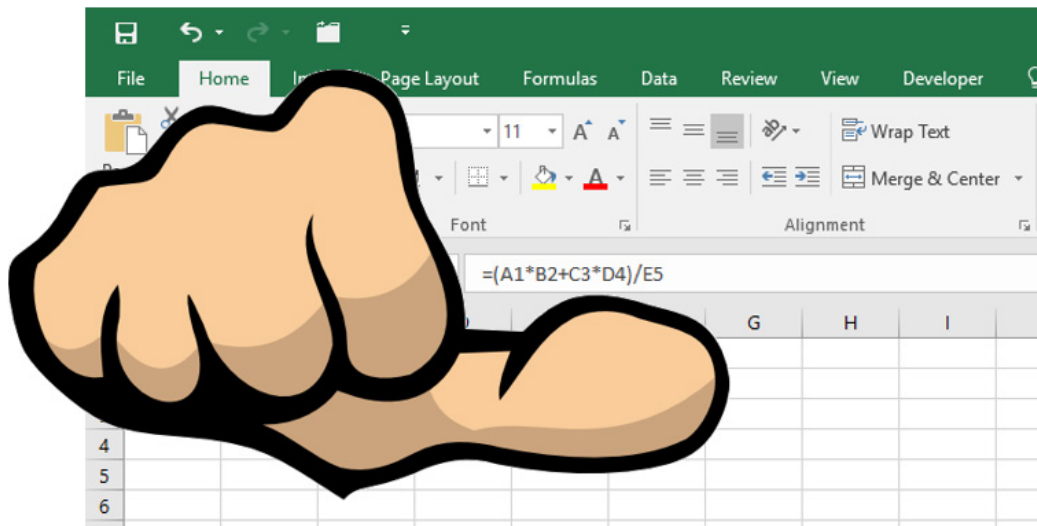 File Home Page Layout Formulas Data Review View Developer
11 A A Wrap Text
A Merge & Center
Font Alignment
=(A1*B2+C3*D4)/E5
G H I
4
5
6